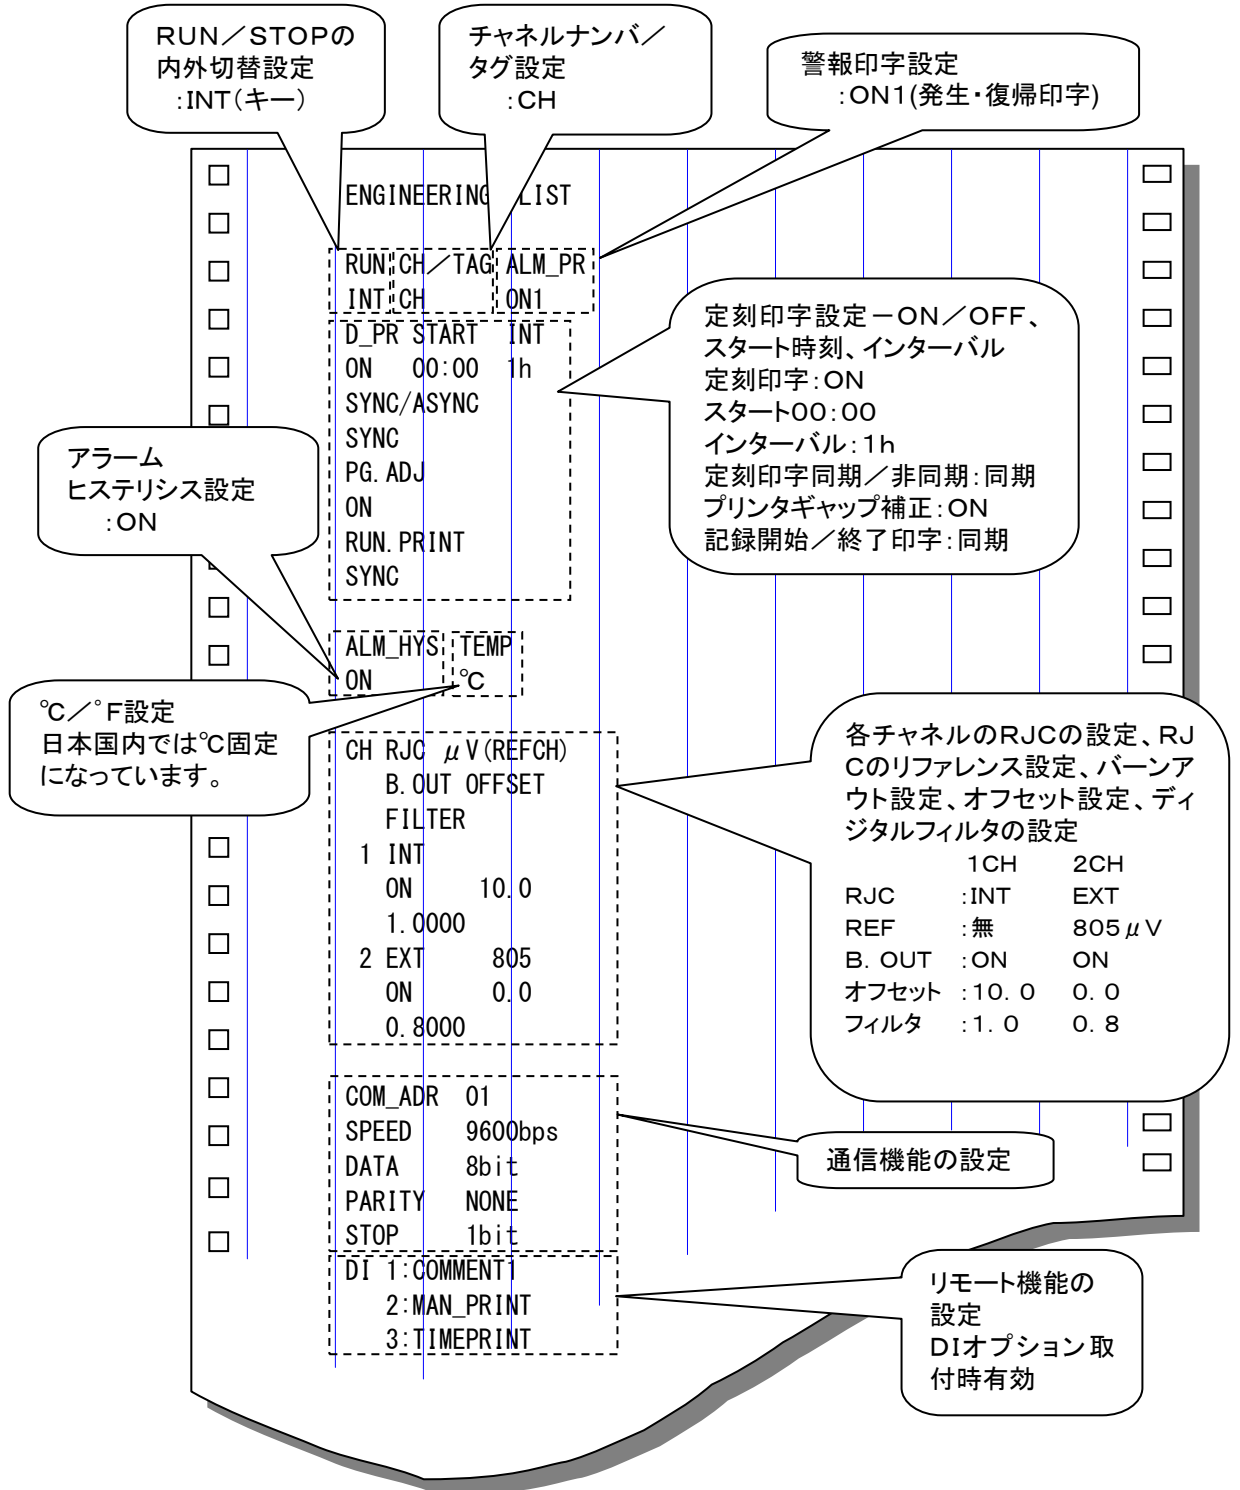 RUN／STOPの
内外切替設定
：INT（キー）
チャネルナンバ／
タグ設定
：CH
警報印字設定
：ON1(発生・復帰印字)
ENGINEERING LIST
RUN CH／TAG ALM_PR
INT CH ON1
D_PR START INT
ON 00:00 1h
SYNC/ASYNC
SYNC
PG.ADJ
ON
RUN.PRINT
SYNC
定刻印字設定－ON／OFF、
スタート時刻、インターバル
定刻印字：ON
スタート00：00
インターバル：1h
定刻印字同期／非同期：同期
プリンタギャップ補正：ON
記録開始／終了印字：同期
アラーム
ヒステリシス設定
：ON
ALM_HYS TEMP
ON ℃
℃／°F設定
日本国内では℃固定
になっています。
CH RJC μV(REFCH)
B.OUT OFFSET
FILTER
1 INT
ON 10.0
1.0000
2 EXT 805
ON 0.0
0.8000
各チャネルのRJCの設定、RJ
Cのリファレンス設定、バーンア
ウト設定、オフセット設定、ディ
ジタルフィルタの設定
1CH 2CH
RJC ：INT EXT
REF ：無 805μV
B．OUT ：ON ON
オフセット ：10．0 0．0
フィルタ ：1．0 0．8
COM_ADR 01
SPEED 9600bps
DATA 8bit
PARITY NONE
STOP 1bit
通信機能の設定
DI 1:COMMENT1
2:MAN_PRINT
3:TIMEPRINT
リモート機能の
設定
DIオプション取
付時有効